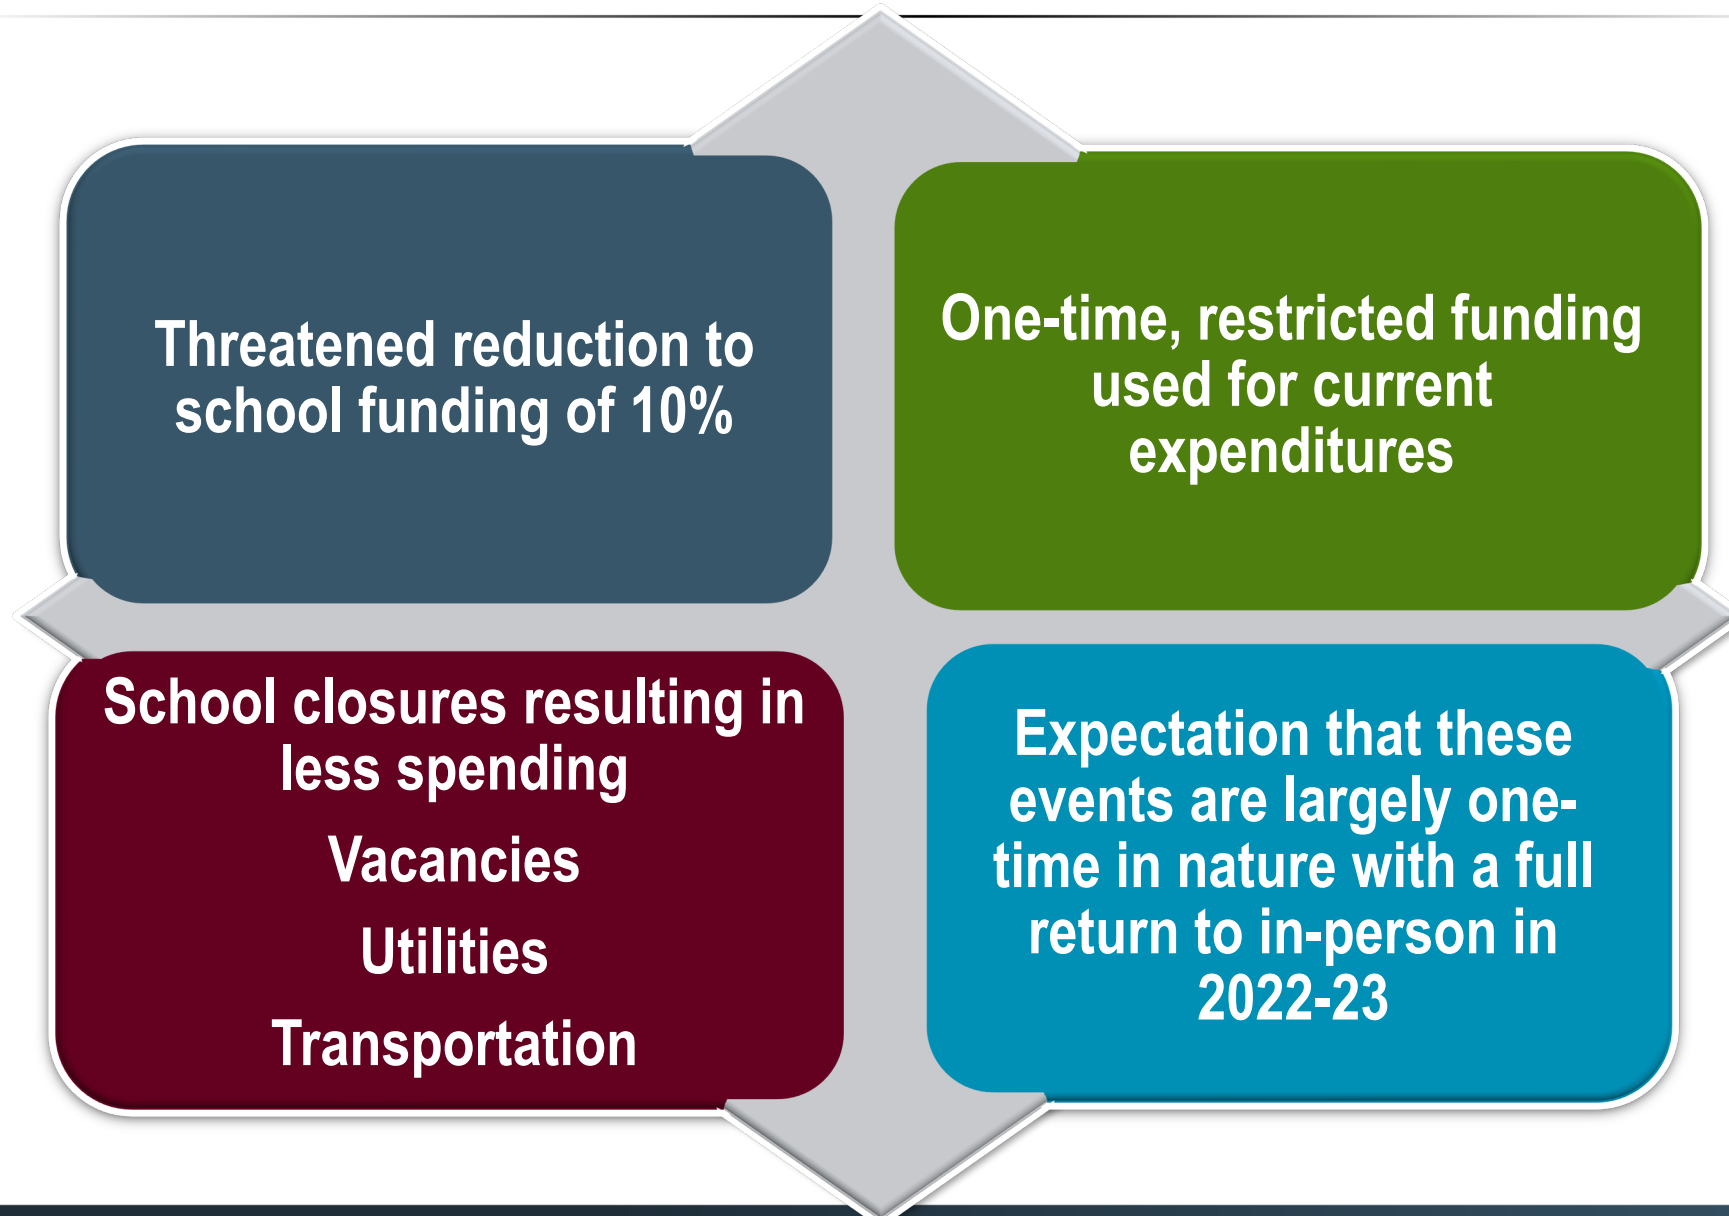 Threatened reduction to
school funding of 10%
One-time, restricted funding
used for current
expenditures
School closures resulting in
less spending
Vacancies
Utilities
Transportation
Expectation that these
events are largely one-
time in nature with a full
return to in-person in
2022-23